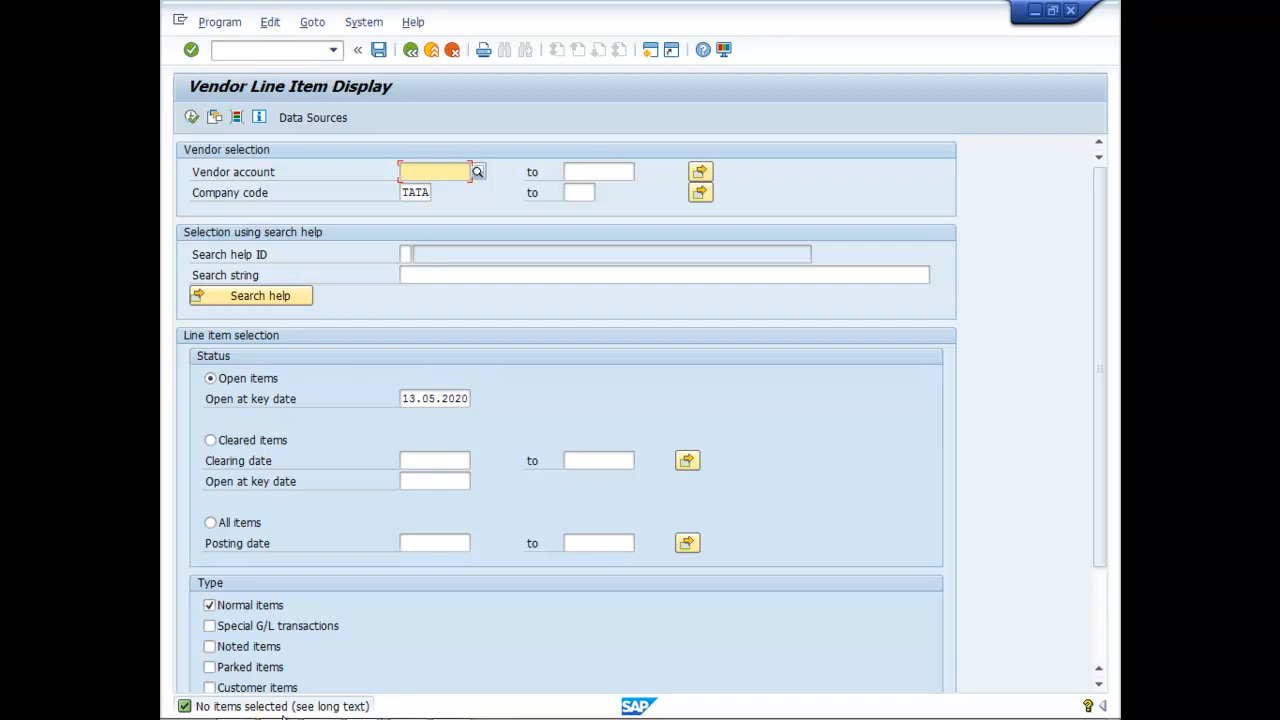 Program Edit Goto System Help
Vendor Line Item Display
Data Sources
Vendor selection
Vendor account to
Company code TATA to
Selection using search help
Search help ID
Search string
Search help
Line item selection
Status
Open items
Open at key date 13.05.2020
Cleared items
Clearing date to
Open at key date
All items
Posting date to
Type
Normal items
Special G/L transactions
Noted items
Parked items
Customer items
No items selected (see long text) SAP